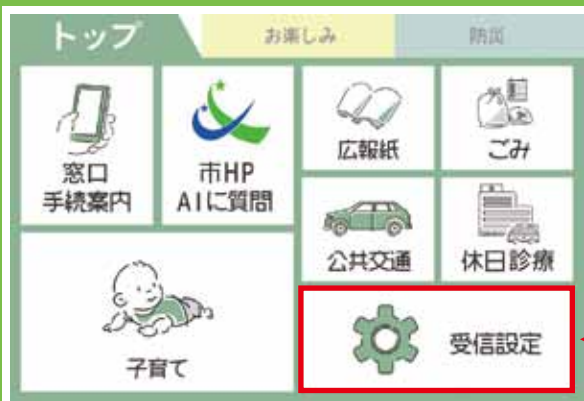 トップ
お楽しみ
防災
窓口
手続案内
市HP
AIに質問
広報紙
ごみ
公共交通
休日診療
子育て
受信設定